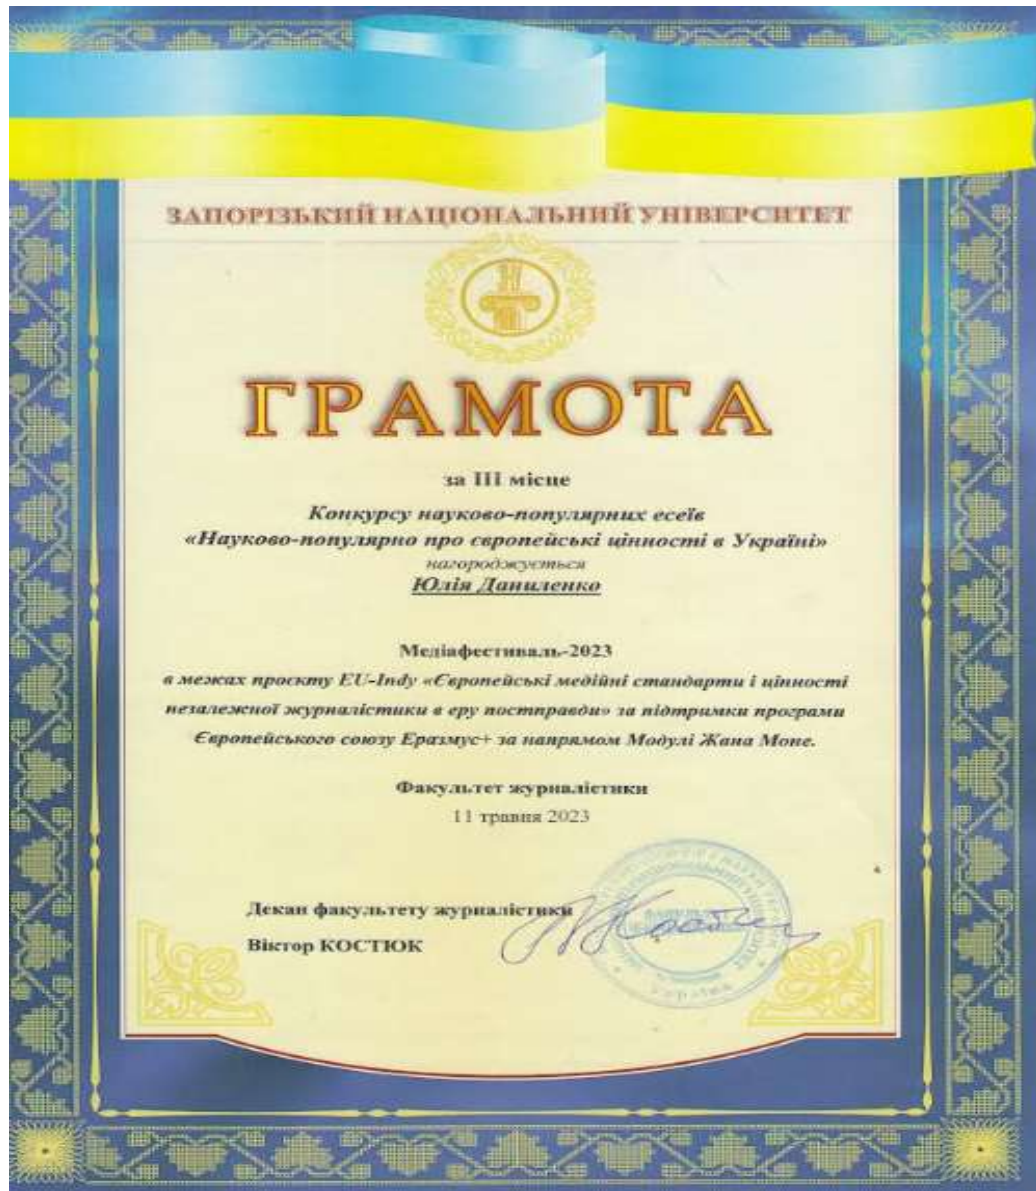 ЗАПОРІЗЬКИЙ НАЦІОНАЛЬНИЙ УНІВЕРСИТЕТ
ГРАМОТА
за ІІІ місце
Конкурсу науково-популярних есеїв
«Науково-популярно про європейські цінності в Україні»
нагороджується
Юлія Даниленко
Медіафестиваль-2023
в межах проєкту EU-Indy «Європейські медійні стандарти і цінності
незалежної журналістики в еру постправди» за підтримки програми
Європейського союзу Еразмус+ за напрямом Модулі Жана Моне.
Факультет журналістики
11 травня 2023
Декан факультету журналістики
Віктор КОСТЮК